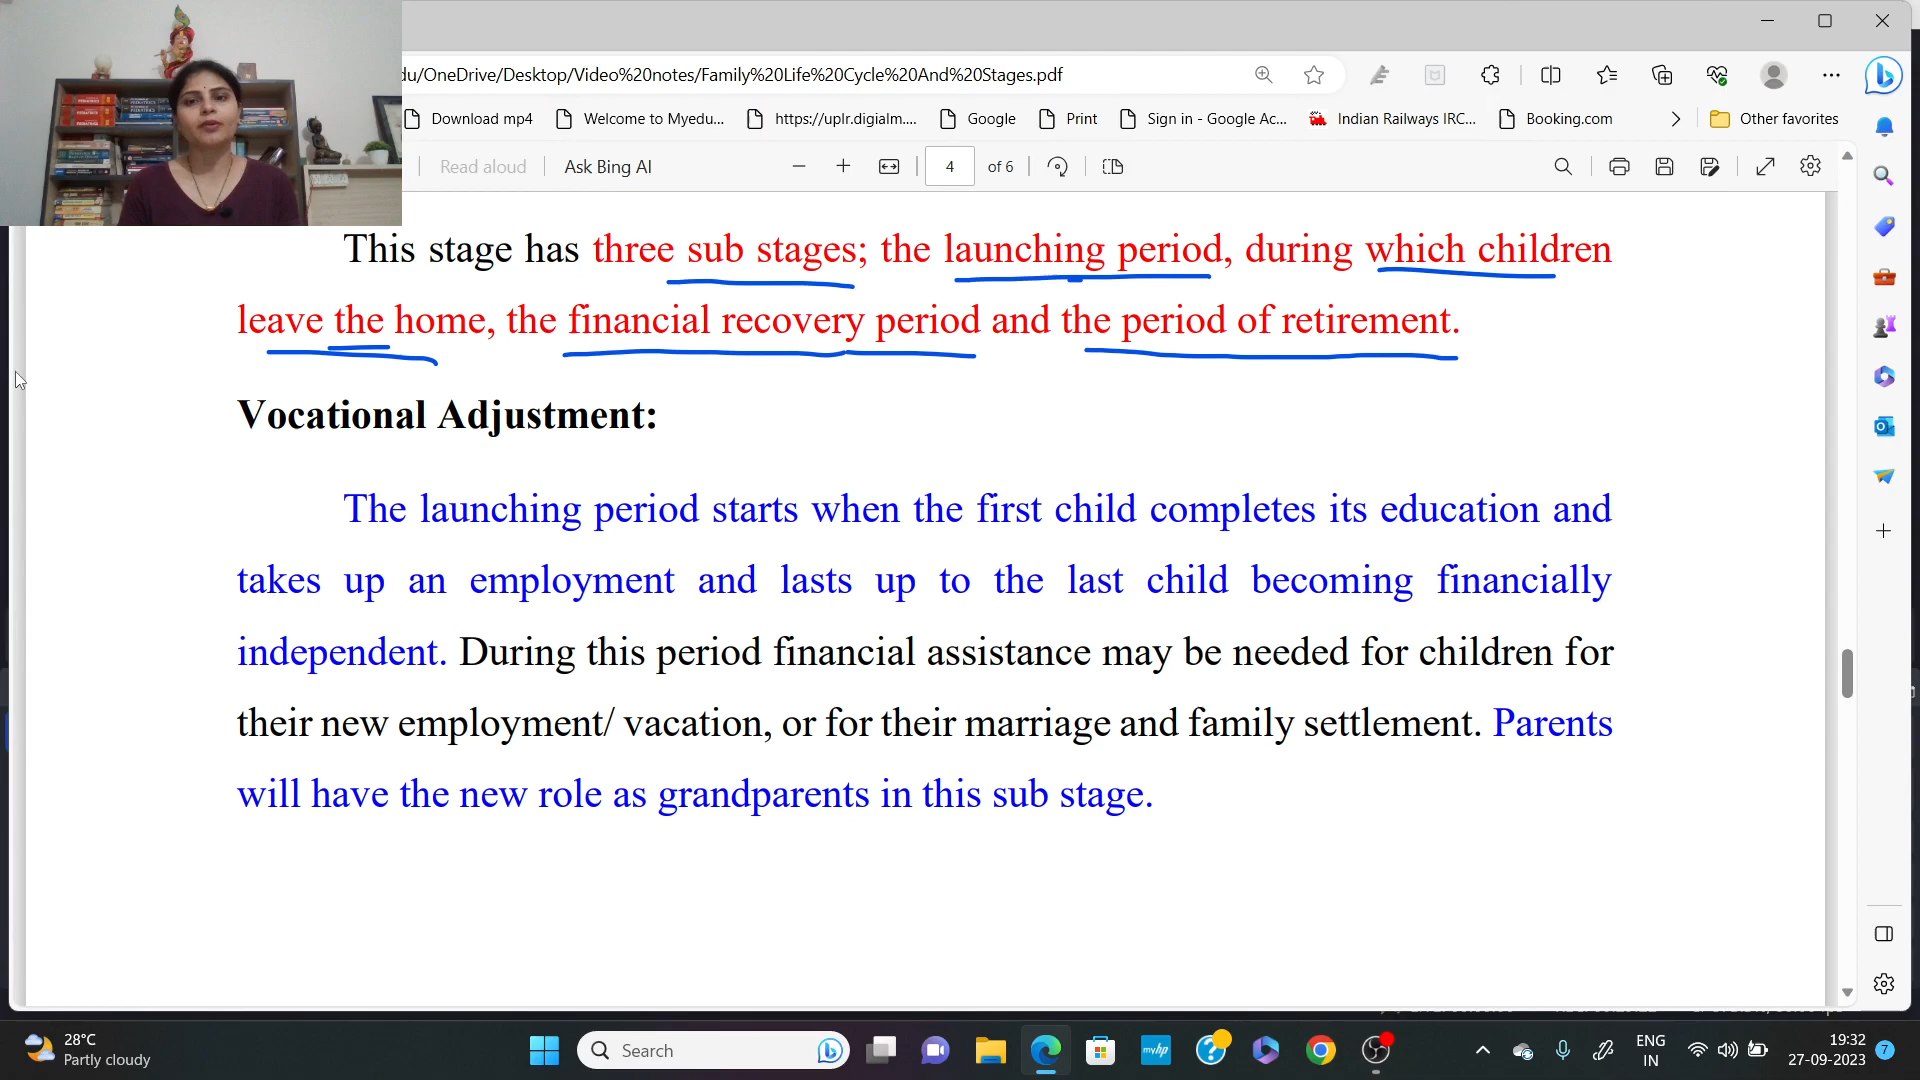 du/OneDrive/Desktop/Video%20notes/Family%20Life%20Cycle%20And%20Stages.pdf
Download mp4 Welcome to Myedu... https://uplr.digialm.... Google Print Sign in - Google Ac... Indian Railways IRC... Booking.com Other favorites
Read aloud Ask Bing AI 4 of 6
This stage has three sub stages; the launching period, during which children
leave the home, the financial recovery period and the period of retirement.
Vocational Adjustment:
The launching period starts when the first child completes its education and
takes up an employment and lasts up to the last child becoming financially
independent. During this period financial assistance may be needed for children for
their new employment/ vacation, or for their marriage and family settlement. Parents
will have the new role as grandparents in this sub stage.
28°C
Partly cloudy
Search
myhp
ENG
IN
19:32
27-09-2023
7